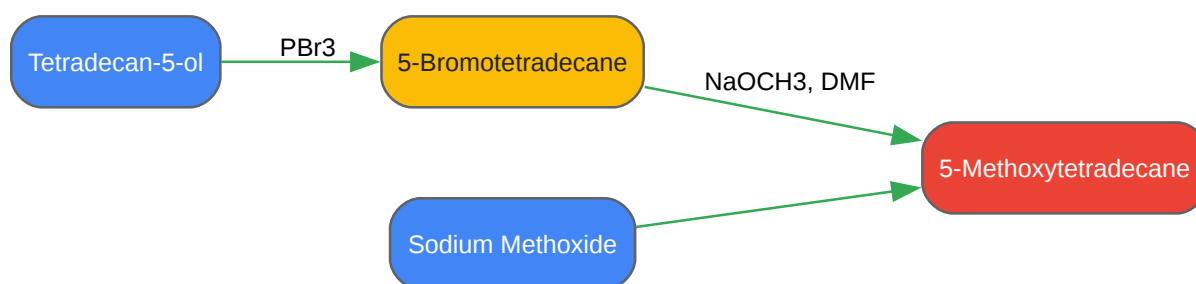 Tetradecan-5-ol
PBr3
5-Bromotetradecane
NaOCH3, DMF
5-Methoxytetradecane
Sodium Methoxide